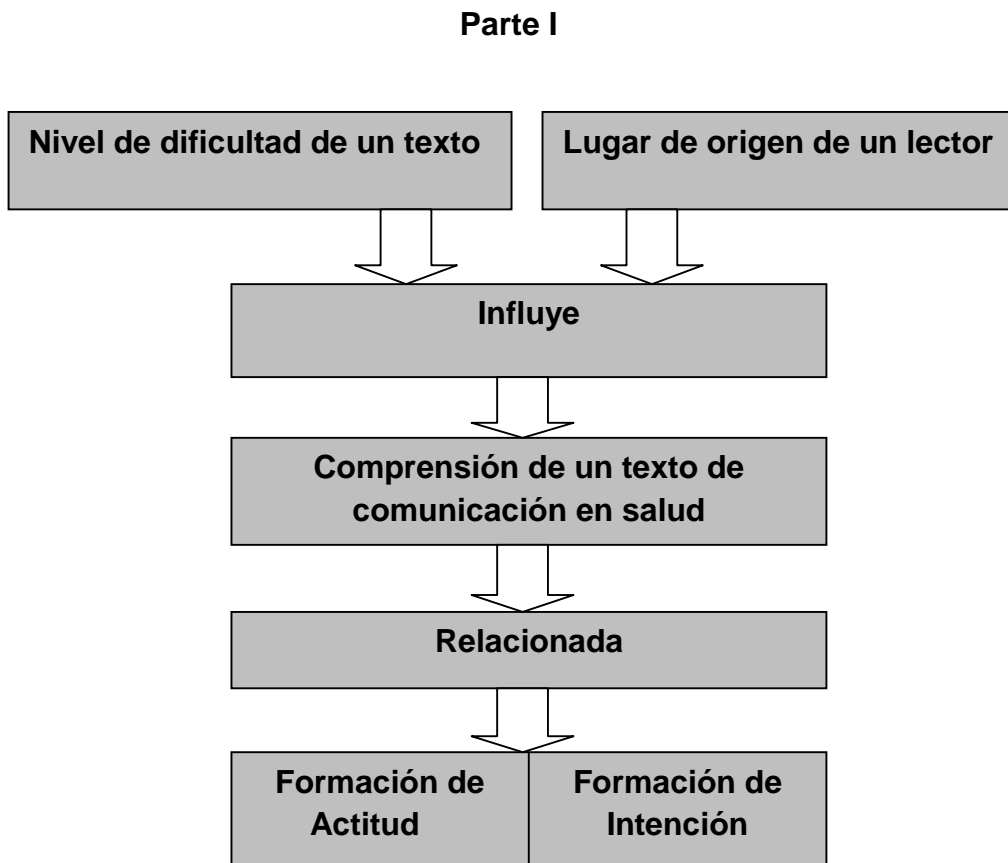 Parte I
Nivel de dificultad de un texto
Lugar de origen de un lector
Influye
Comprensión de un texto de
comunicación en salud
Relacionada
Formación de
Actitud
Formación de
Intención